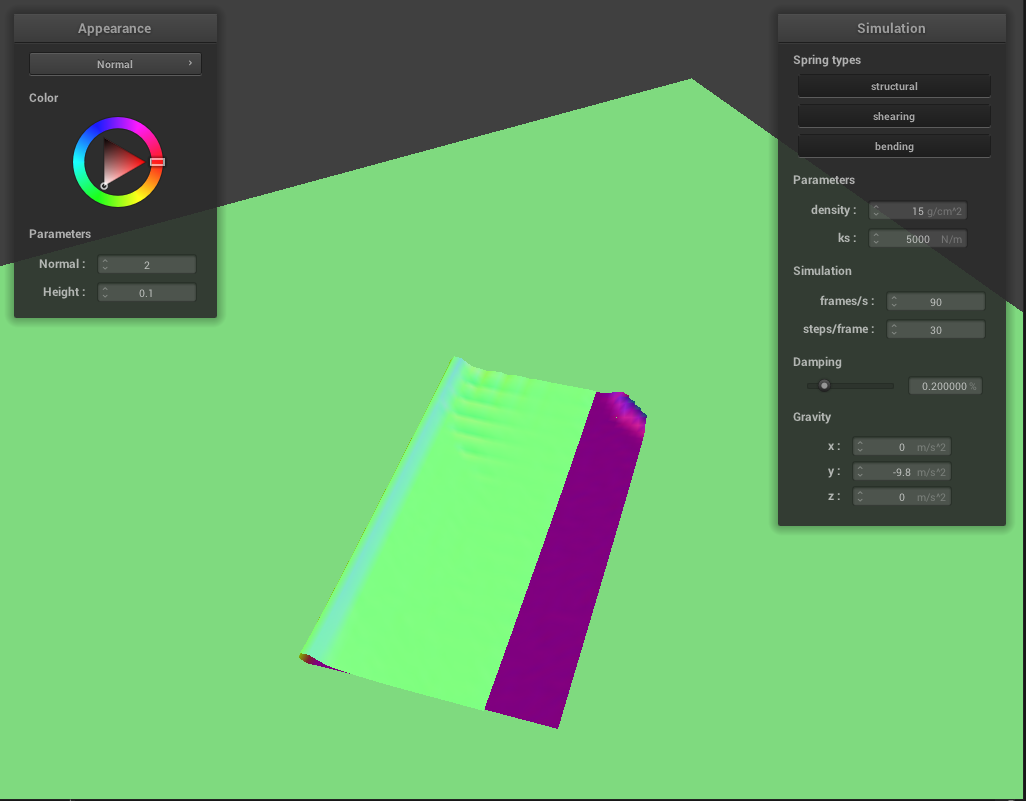 Appearance
Normal ›
Color
Parameters
Normal : 2
Height : 0.1
Simulation
Spring types
structural
shearing
bending
Parameters
density : 15 g/cm^2
ks : 5000 N/m
Simulation
frames/s : 90
steps/frame : 30
Damping
0.200000 %
Gravity
x : 0 m/s^2
y : -9.8 m/s^2
z : 0 m/s^2